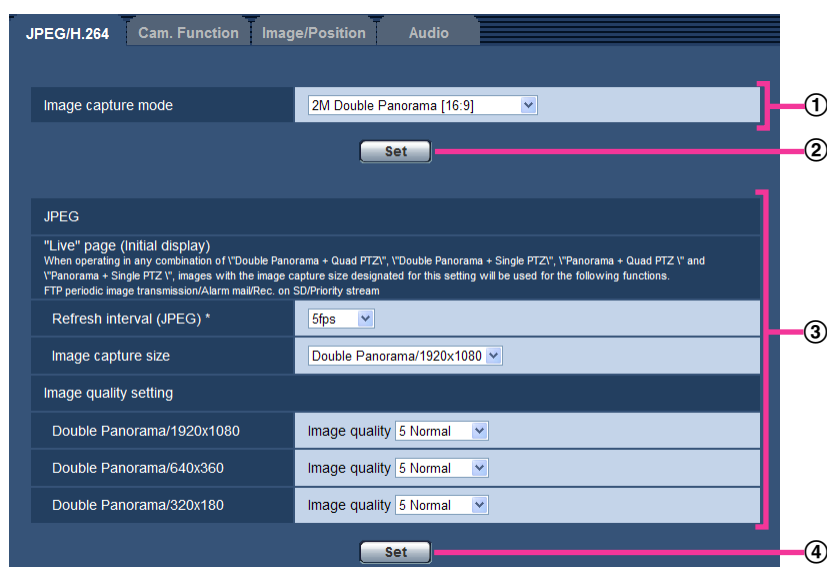 JPEG/H.264 Cam. Function Image/Position Audio
Image capture mode 2M Double Panorama [16:9] ①
Set ②
JPEG
"Live" page (Initial display)
When operating in any combination of \"Double Panorama + Quad PTZ\", \"Double Panorama + Single PTZ\", \"Panorama + Quad PTZ \" and
\"Panorama + Single PTZ \", images with the image capture size designated for this setting will be used for the following functions.
FTP periodic image transmission/Alarm mail/Rec. on SD/Priority stream
Refresh interval (JPEG) * 5fps
③
Image capture size Double Panorama/1920x1080
Image quality setting
Double Panorama/1920x1080 Image quality 5 Normal
Double Panorama/640x360 Image quality 5 Normal
Double Panorama/320x180 Image quality 5 Normal
Set ④